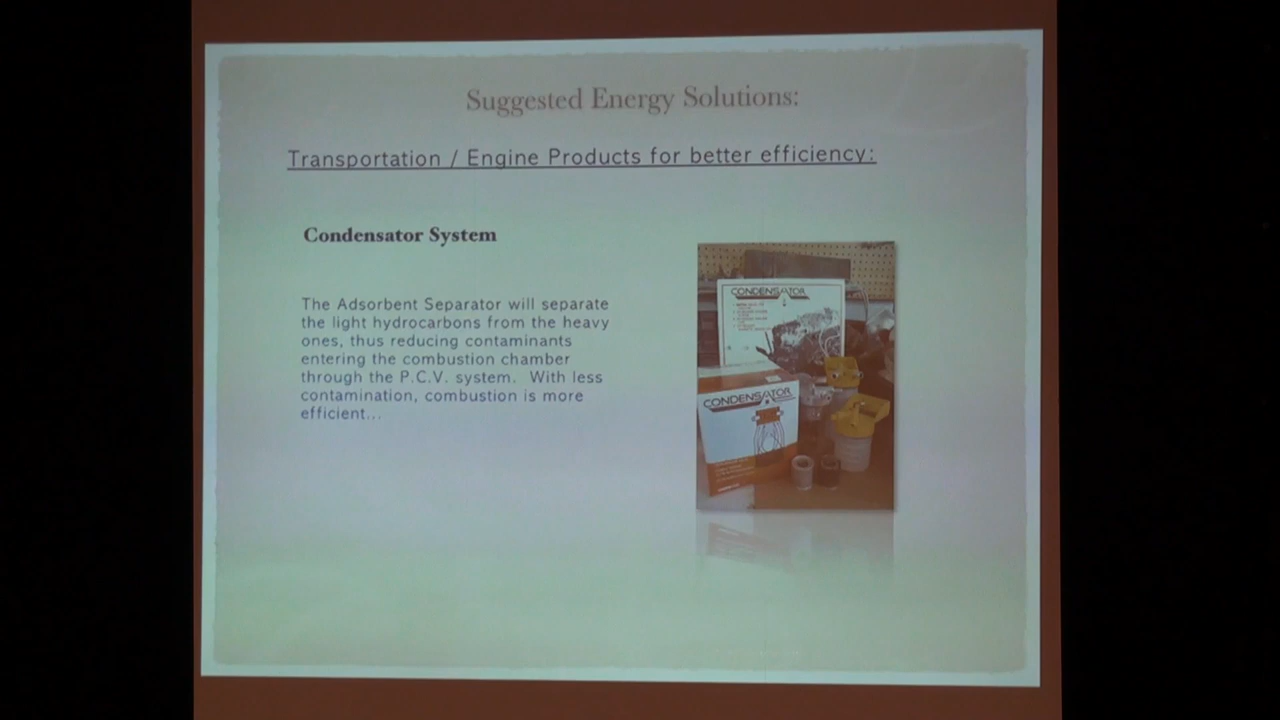 Suggested Energy Solutions:
Transportation / Engine Products for better efficiency:
Condensator System
The Adsorbent Separator will separate
the light hydrocarbons from the heavy
ones, thus reducing contaminants
entering the combustion chamber
through the P.C.V. system. With less
contamination, combustion is more
efficient...
CONDENSATOR
CONDENSATOR